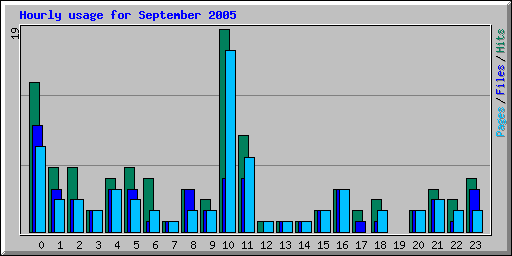 Hourly usage for September 2005
19
Pages/Files/Hits
0 1 2 3 4 5 6 7 8 9 10 11 12 13 14 15 16 17 18 19 20 21 22 23